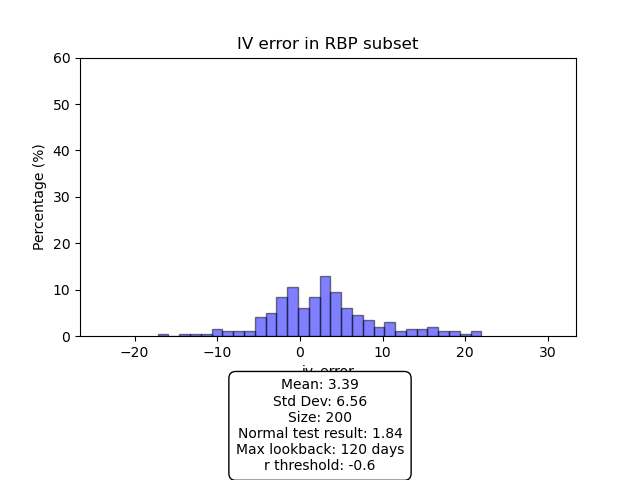 IV error in RBP subset
60
50
40
30
20
10
0
Percentage (%)
−20
−10
0
10
20
30
iv_error
Mean: 3.39
Std Dev: 6.56
Size: 200
Normal test result: 1.84
Max lookback: 120 days
r threshold: -0.6